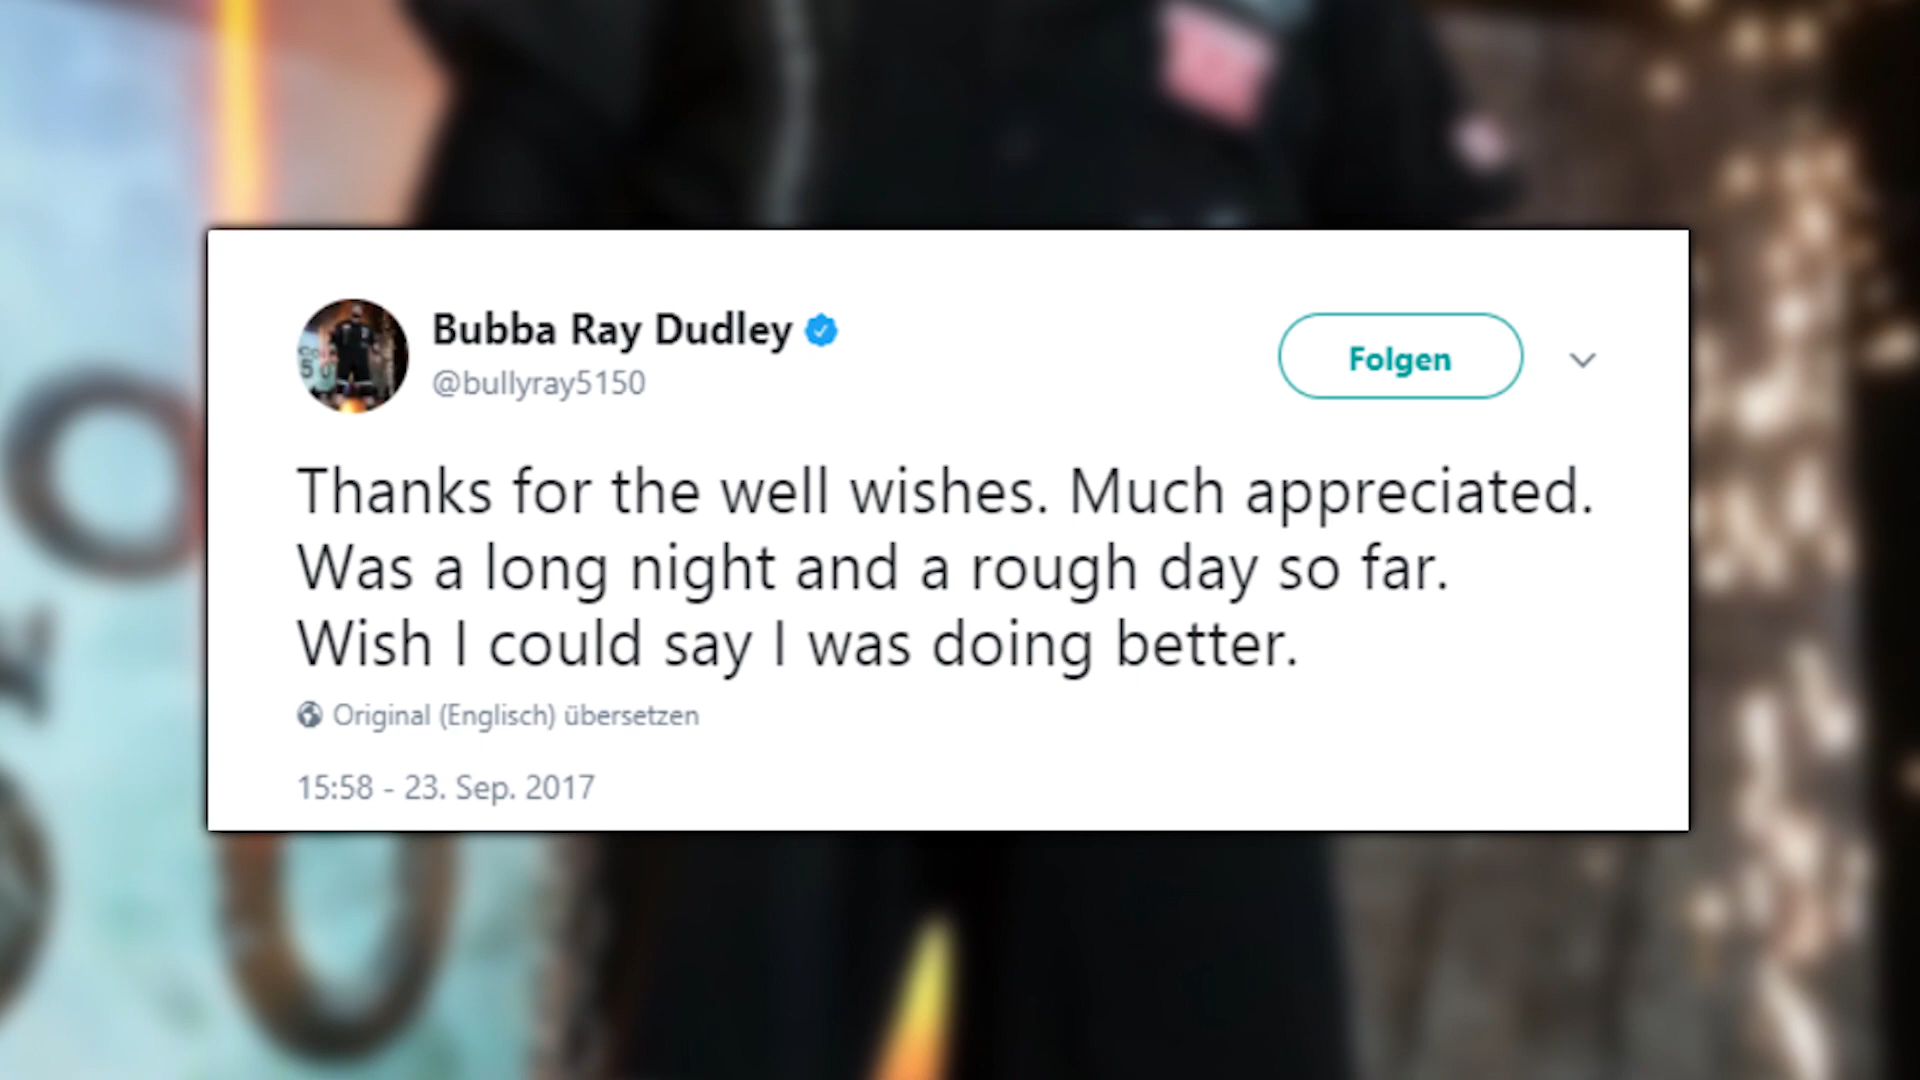 Bubba Ray Dudley
@bullyray5150
Folgen
Thanks for the well wishes. Much appreciated.
Was a long night and a rough day so far.
Wish I could say I was doing better.
Original (Englisch) übersetzen
15:58 - 23. Sep. 2017